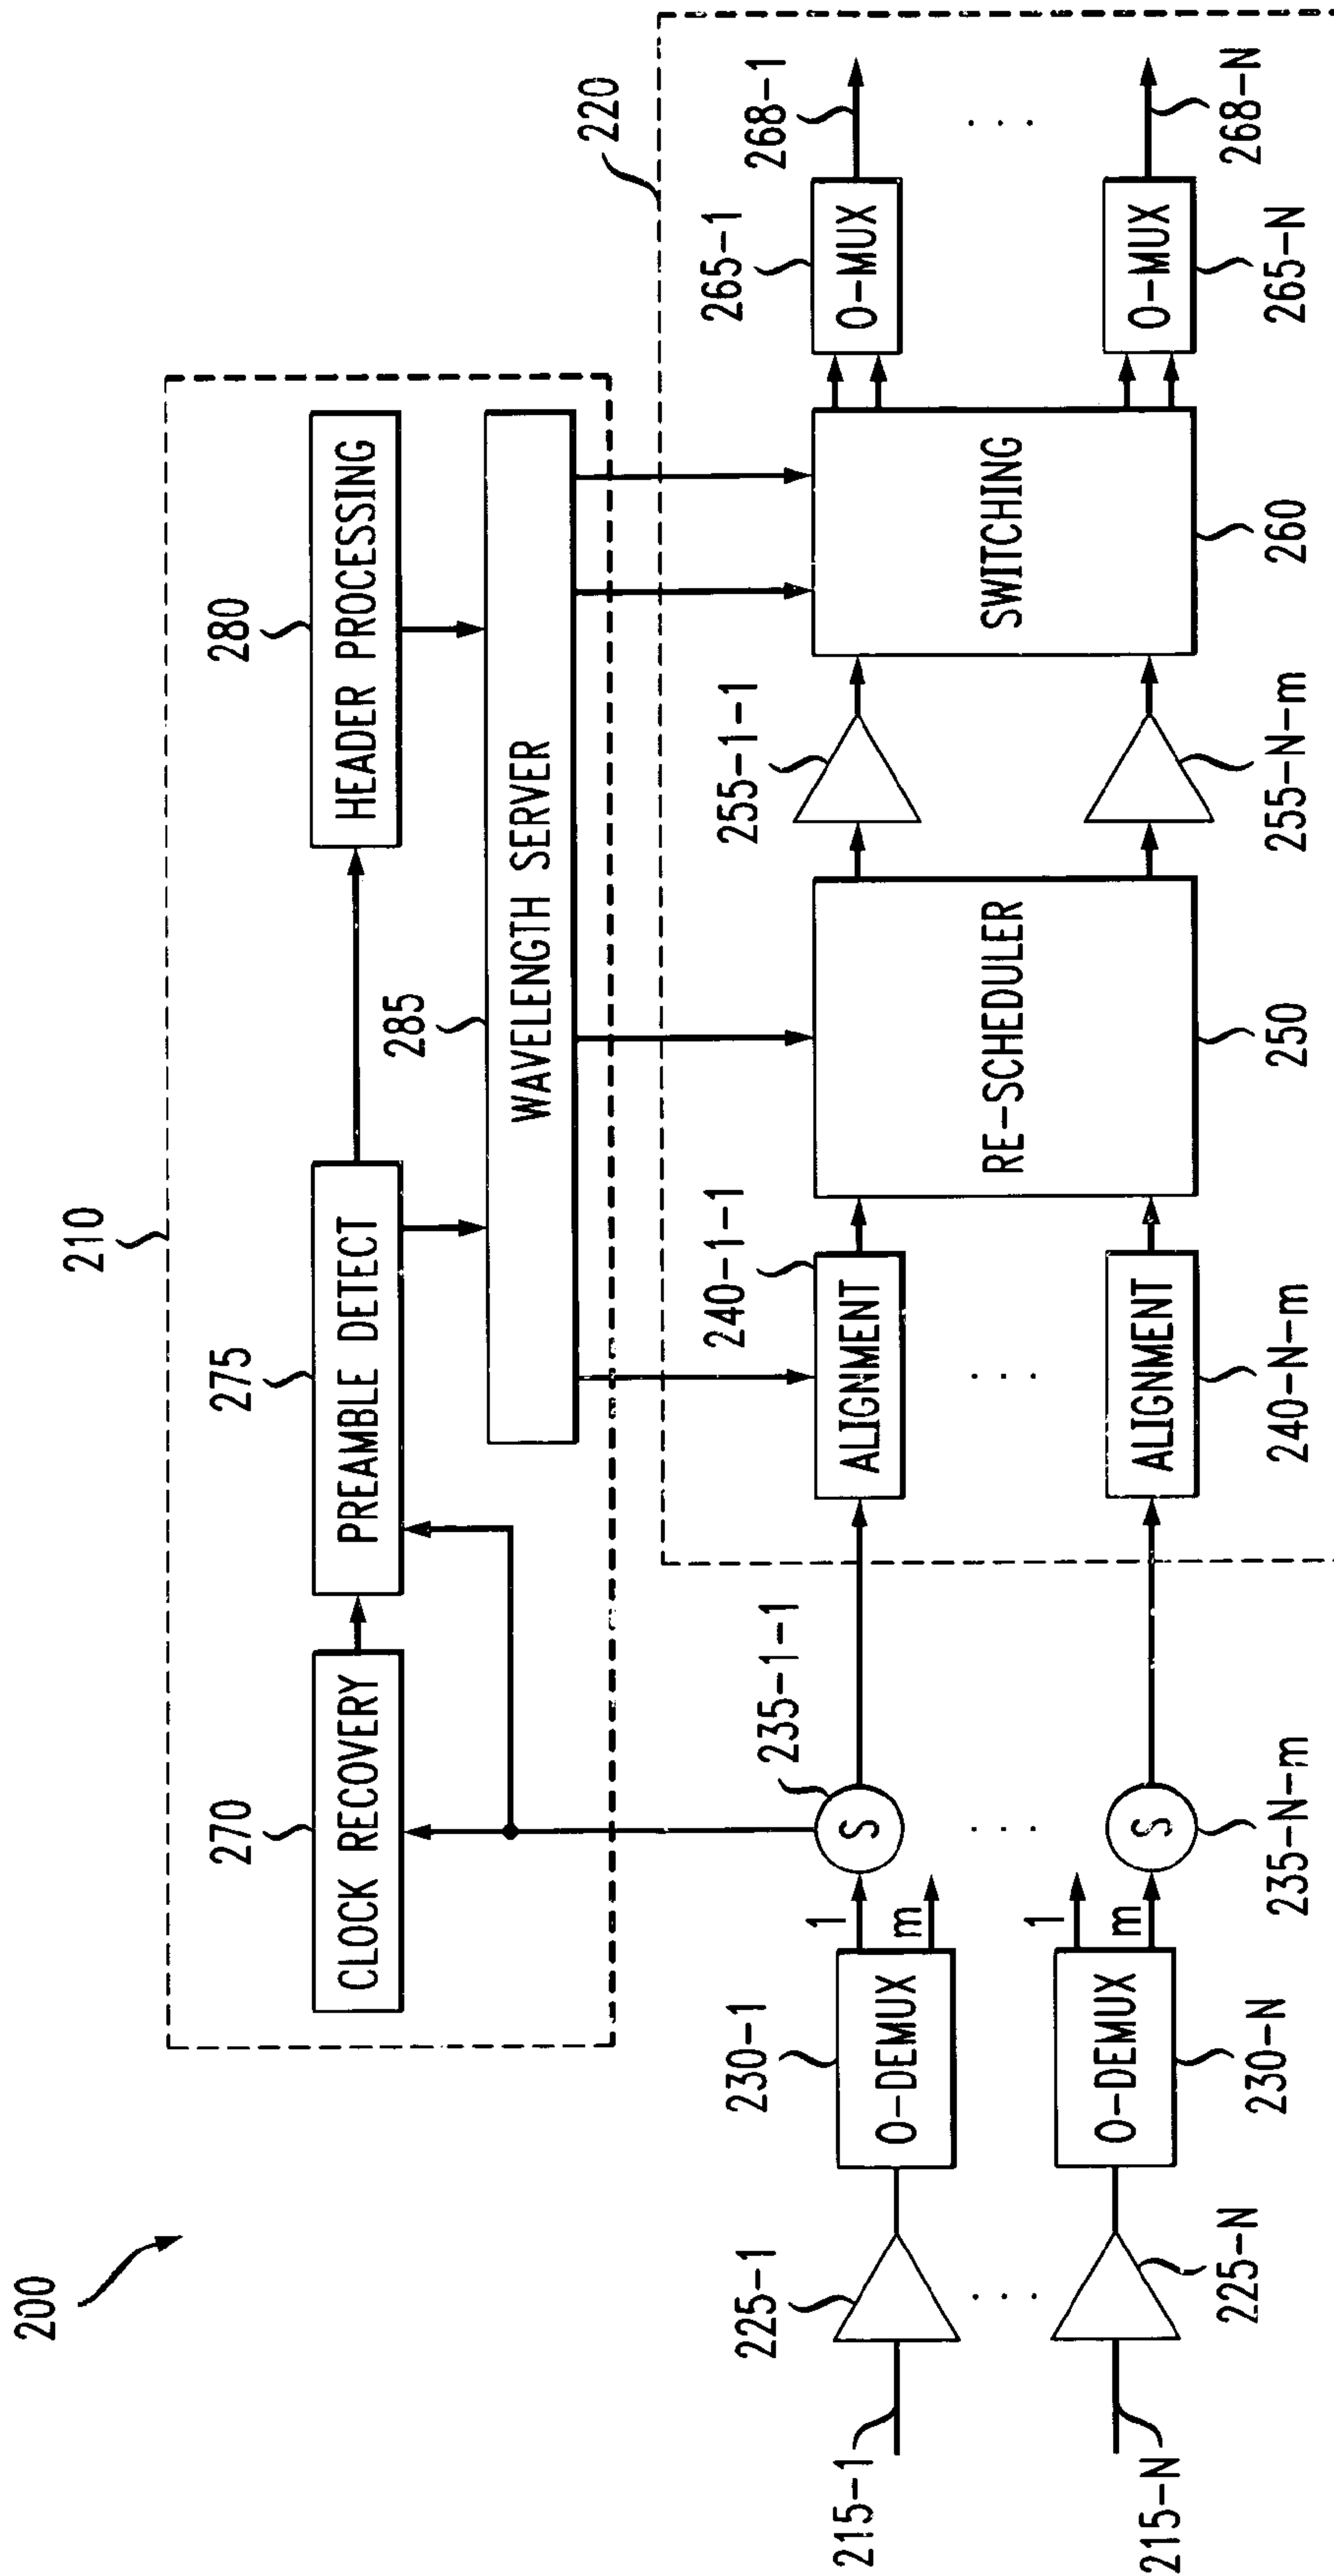 200
210
270
CLOCK RECOVERY
275
PREAMBLE DETECT
280
HEADER PROCESSING
285
WAVELENGTH SERVER
220
215-1
225-1
230-1
O-DEMUX
1
m
S
235-1-1
ALIGNMENT
240-1-1
RE-SCHEDULER
250
255-1-1
SWITCHING
260
265-1
O-MUX
268-1
. . .
. . .
. . .
. . .
215-N
225-N
O-DEMUX
230-N
1
m
S
235-N-m
ALIGNMENT
240-N-m
255-N-m
O-MUX
265-N
268-N